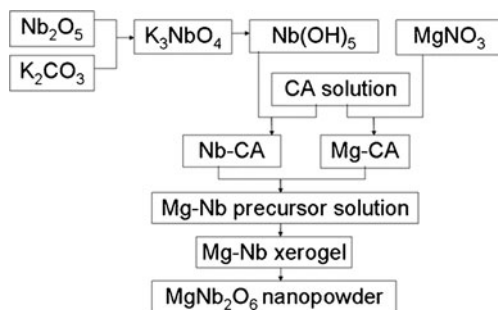 Nb₂O₅
K₃NbO₄
Nb(OH)₅
MgNO₃
K₂CO₃
CA solution
Nb-CA
Mg-CA
Mg-Nb precursor solution
Mg-Nb xerogel
MgNb₂O₆ nanopowder